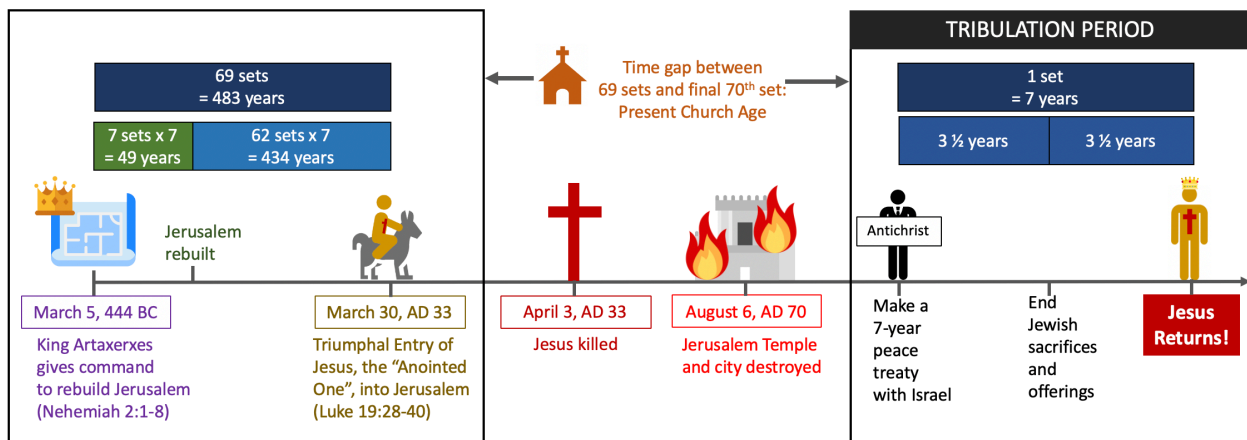 TRIBULATION PERIOD
69 sets
= 483 years
7 sets x 7
= 49 years
62 sets x 7
= 434 years
Time gap between
69 sets and final 70th set:
Present Church Age
1 set
= 7 years
3 ½ years
3 ½ years
Jerusalem
rebuilt
Antichrist
March 5, 444 BC
King Artaxerxes
gives command
to rebuild Jerusalem
(Nehemiah 2:1-8)
March 30, AD 33
Triumphal Entry of
Jesus, the “Anointed
One”, into Jerusalem
(Luke 19:28-40)
April 3, AD 33
Jesus killed
August 6, AD 70
Jerusalem Temple
and city destroyed
Make a
7-year
peace
treaty
with Israel
End
Jewish
sacrifices
and
offerings
Jesus
Returns!